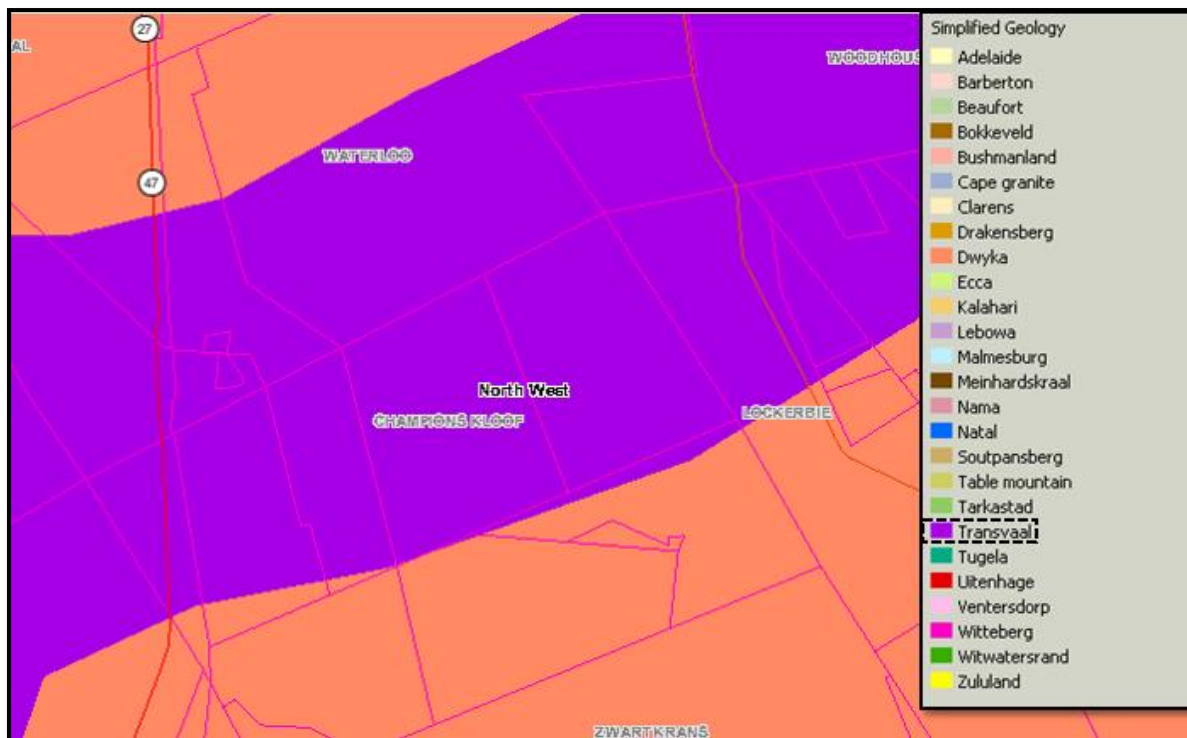 27
AL
WOODHOUS
WATERLOO
47
North West
CHAMPIONS KLOOF
LOCKERBIE
ZWARTKRANS
Simplified Geology
Adelaide
Barberton
Beaufort
Bokkeveld
Bushmanland
Cape granite
Clarens
Drakensberg
Dwyka
Ecca
Kalahari
Lebowa
Malmesburg
Meinhardskraal
Nama
Natal
Soutpansberg
Table mountain
Tarkastad
Transvaal
Tugela
Uitenhage
Ventersdorp
Witteberg
Witwatersrand
Zululand